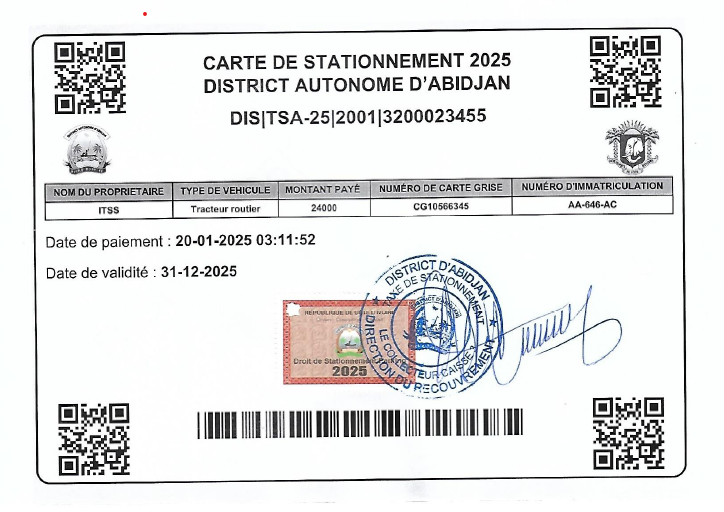 CARTE DE STATIONNEMENT 2025
DISTRICT AUTONOME D'ABIDJAN
DIS|TSA-25|2001|3200023455
NOM DU PROPRIETAIRE TYPE DE VEHICULE MONTANT PAYÉ NUMÉRO DE CARTE GRISE NUMÉRO D'IMMATRICULATION
ITSS Tracteur routier 24000 CG10566345 AA-646-AC
Date de paiement : 20-01-2025 03:11:52
Date de validité : 31-12-2025
DISTRICT D'ABIDJAN
TAXE DE STATIONNEMENT
LE COLLECTEUR CAISSE
DIRECTION DU RECOUVREMENT
RÉPUBLIQUE DE
Droit de Stationnement
2025